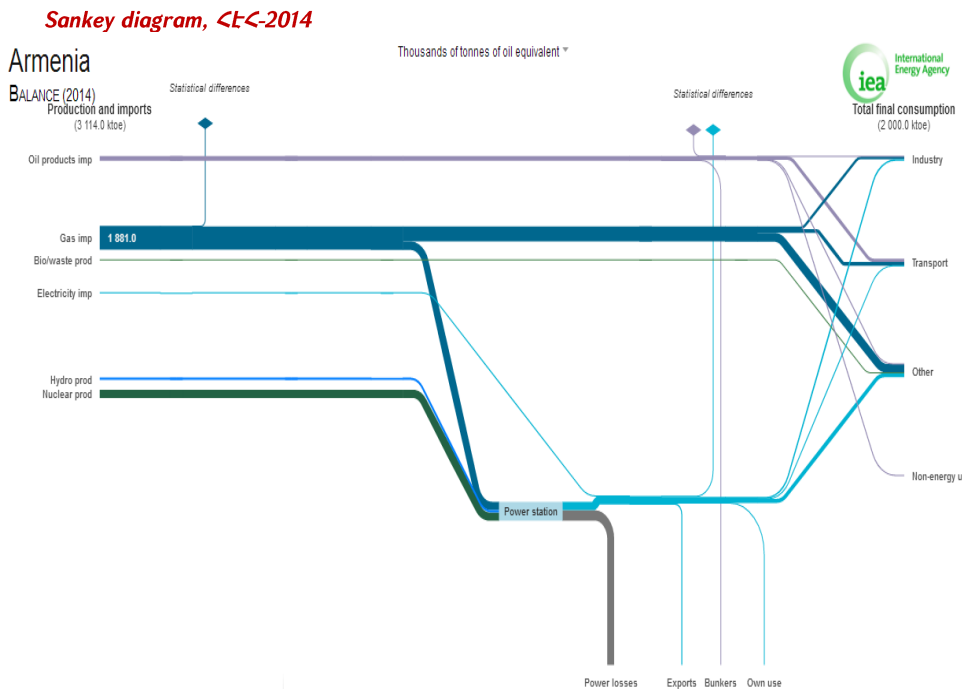 Sankey diagram, ՀԷՀ-2014
Thousands of tonnes of oil equivalent
Armenia
BALANCE (2014)
International
Energy Agency
iea
Statistical differences
Statistical differences
Production and imports
(3 114.0 ktoe)
Total final consumption
(2 000.0 ktoe)
Oil products imp
Industry
Gas imp
1 881.0
Bio/waste prod
Transport
Electricity imp
Hydro prod
Nuclear prod
Other
Non-energy u
Power station
Power losses
Exports
Bunkers
Own use